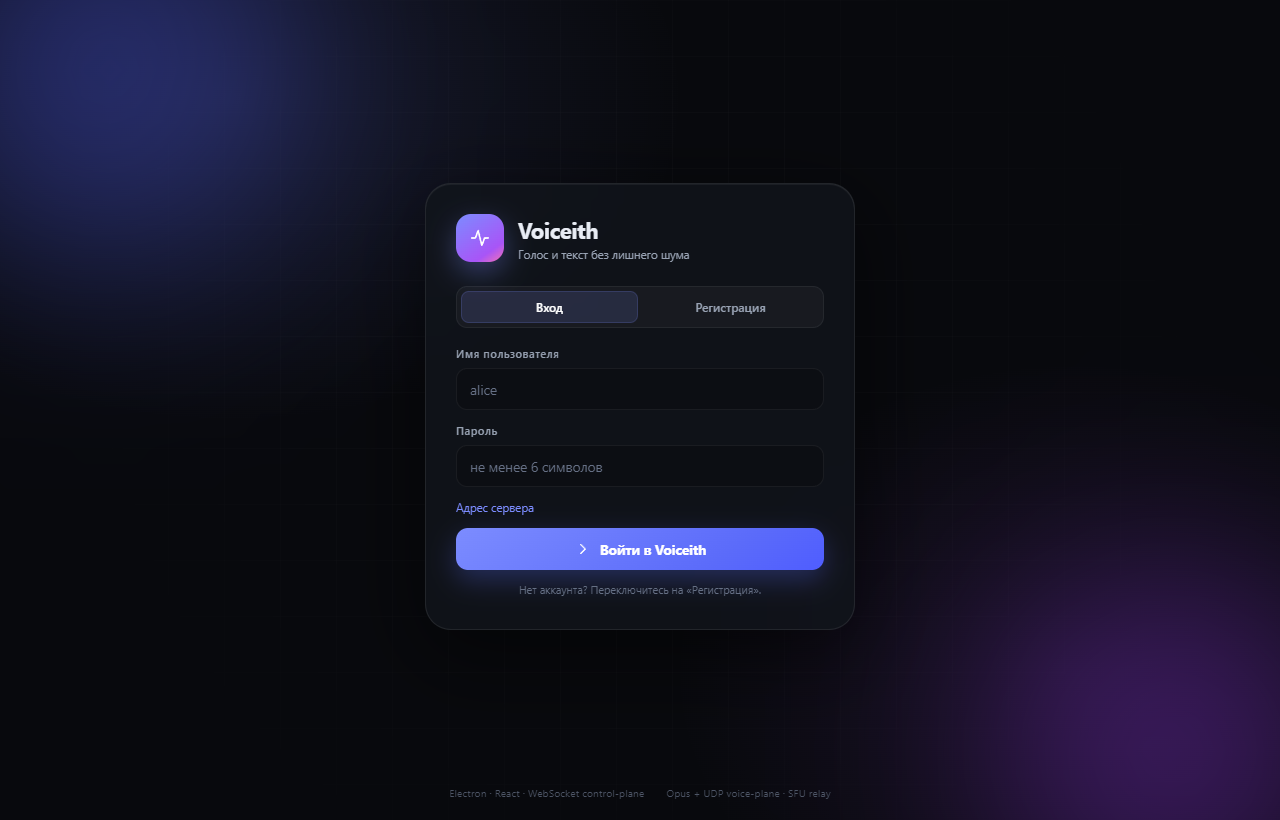 Voiceith
Голос и текст без лишнего шума
Вход
Регистрация
Имя пользователя
alice
Пароль
не менее 6 символов
Адрес сервера
Войти в Voiceith
Нет аккаунта? Переключитесь на «Регистрация».
Electron · React · WebSocket control-plane
Opus + UDP voice-plane · SFU relay